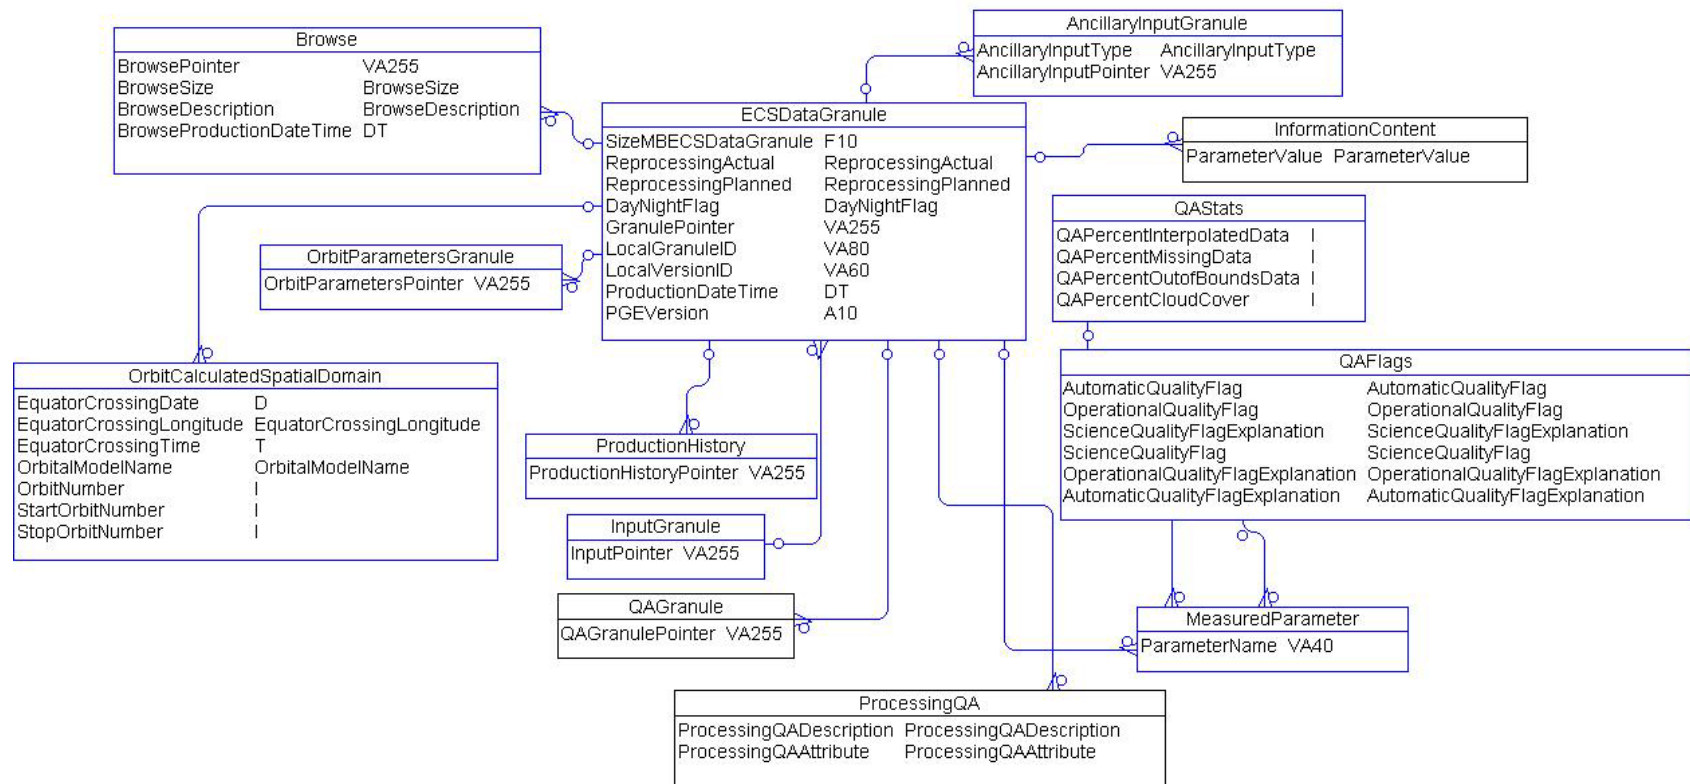 Browse
BrowsePointer VA255
BrowseSize BrowseSize
BrowseDescription BrowseDescription
BrowseProductionDateTime DT
AncillaryInputGranule
AncillaryInputType AncillaryInputType
AncillaryInputPointer VA255
ECSDataGranule
SizeMBECSDataGranule F10
ReprocessingActual ReprocessingActual
ReprocessingPlanned ReprocessingPlanned
DayNightFlag DayNightFlag
GranulePointer VA255
LocalGranuleID VA80
LocalVersionID VA60
ProductionDateTime DT
PGEVersion A10
InformationContent
ParameterValue ParameterValue
QAStats
QAPercentInterpolatedData I
QAPercentMissingData I
QAPercentOutofBoundsData I
QAPercentCloudCover I
OrbitParametersGranule
OrbitParametersPointer VA255
OrbitCalculatedSpatialDomain
EquatorCrossingDate D
EquatorCrossingLongitude EquatorCrossingLongitude
EquatorCrossingTime T
OrbitalModelName OrbitalModelName
OrbitNumber I
StartOrbitNumber I
StopOrbitNumber I
QAFlags
AutomaticQualityFlag AutomaticQualityFlag
OperationalQualityFlag OperationalQualityFlag
ScienceQualityFlagExplanation ScienceQualityFlagExplanation
ScienceQualityFlag ScienceQualityFlag
OperationalQualityFlagExplanation OperationalQualityFlagExplanation
AutomaticQualityFlagExplanation AutomaticQualityFlagExplanation
ProductionHistory
ProductionHistoryPointer VA255
InputGranule
InputPointer VA255
QAGranule
QAGranulePointer VA255
MeasuredParameter
ParameterName VA40
ProcessingQA
ProcessingQADescription ProcessingQADescription
ProcessingQAAttribute ProcessingQAAttribute